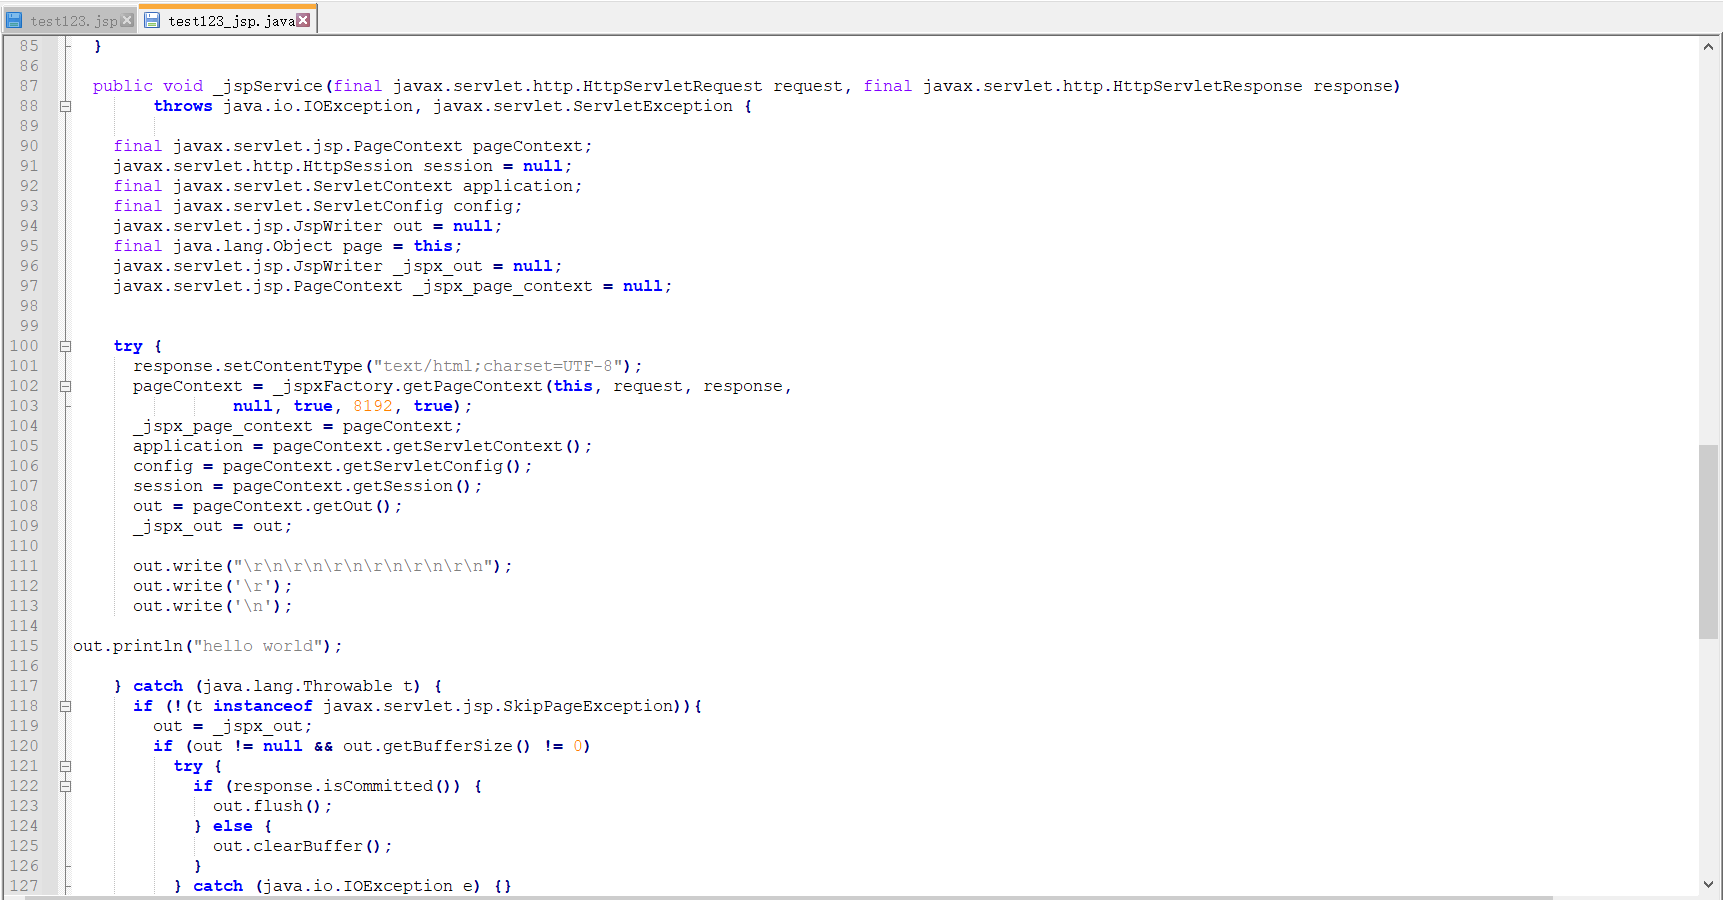 test123.jsp test123_jsp.java
85 }
86
87 public void _jspService(final javax.servlet.http.HttpServletRequest request, final javax.servlet.http.HttpServletResponse response)
88 throws java.io.IOException, javax.servlet.ServletException {
89
90 final javax.servlet.jsp.PageContext pageContext;
91 javax.servlet.http.HttpSession session = null;
92 final javax.servlet.ServletContext application;
93 final javax.servlet.ServletConfig config;
94 javax.servlet.jsp.JspWriter out = null;
95 final java.lang.Object page = this;
96 javax.servlet.jsp.JspWriter _jspx_out = null;
97 javax.servlet.jsp.PageContext _jspx_page_context = null;
98
99
100 try {
101 response.setContentType("text/html;charset=UTF-8");
102 pageContext = _jspxFactory.getPageContext(this, request, response,
103 null, true, 8192, true);
104 _jspx_page_context = pageContext;
105 application = pageContext.getServletContext();
106 config = pageContext.getServletConfig();
107 session = pageContext.getSession();
108 out = pageContext.getOut();
109 _jspx_out = out;
110
111 out.write("\r\n\r\n\r\n\r\n\r\n\r\n");
112 out.write('\r');
113 out.write('\n');
114
115 out.println("hello world");
116
117 } catch (java.lang.Throwable t) {
118 if (!(t instanceof javax.servlet.jsp.SkipPageException)){
119 out = _jspx_out;
120 if (out != null && out.getBufferSize() != 0)
121 try {
122 if (response.isCommitted()) {
123 out.flush();
124 } else {
125 out.clearBuffer();
126 }
127 } catch (java.io.IOException e) {}